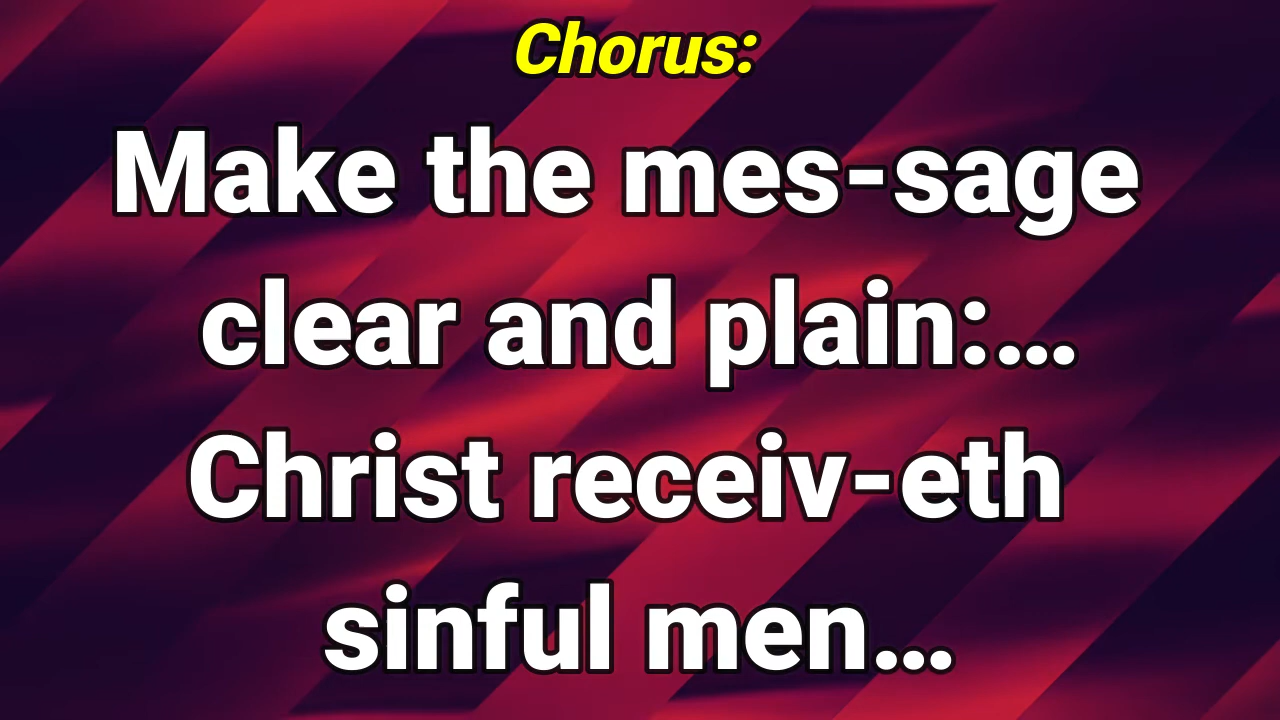 Chorus:
Make the mes-sage
clear and plain:...
Christ receiv-eth
sinful men...